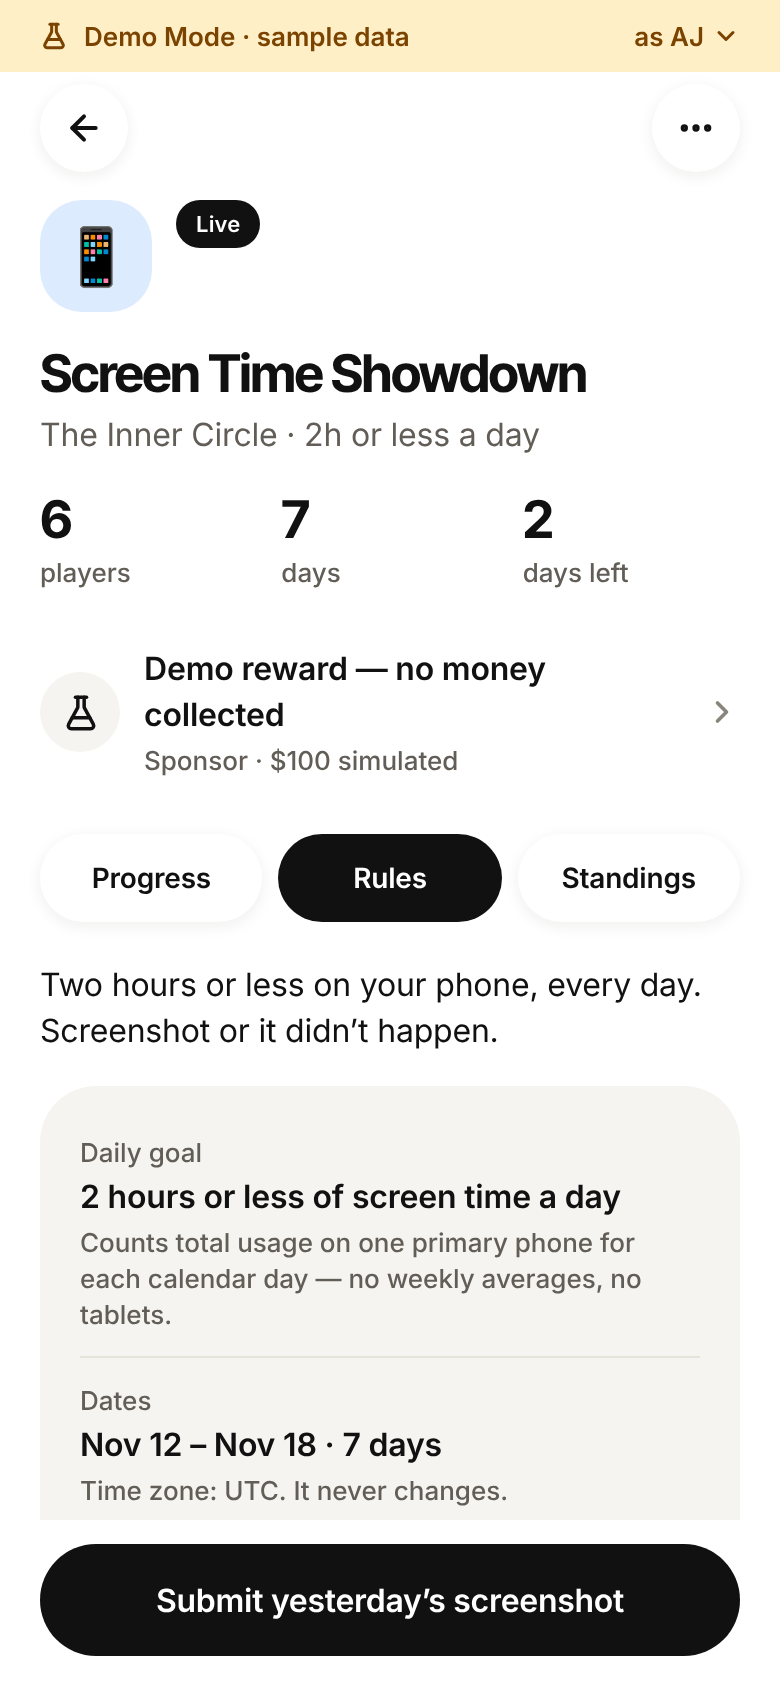 Demo Mode · sample data
as AJ
Live
Screen Time Showdown
The Inner Circle · 2h or less a day
6
players
7
days
2
days left
Demo reward — no money
collected
Sponsor · $100 simulated
Progress
Rules
Standings
Two hours or less on your phone, every day.
Screenshot or it didn’t happen.
Daily goal
2 hours or less of screen time a day
Counts total usage on one primary phone for
each calendar day — no weekly averages, no
tablets.
Dates
Nov 12 – Nov 18 · 7 days
Time zone: UTC. It never changes.
Submit yesterday’s screenshot